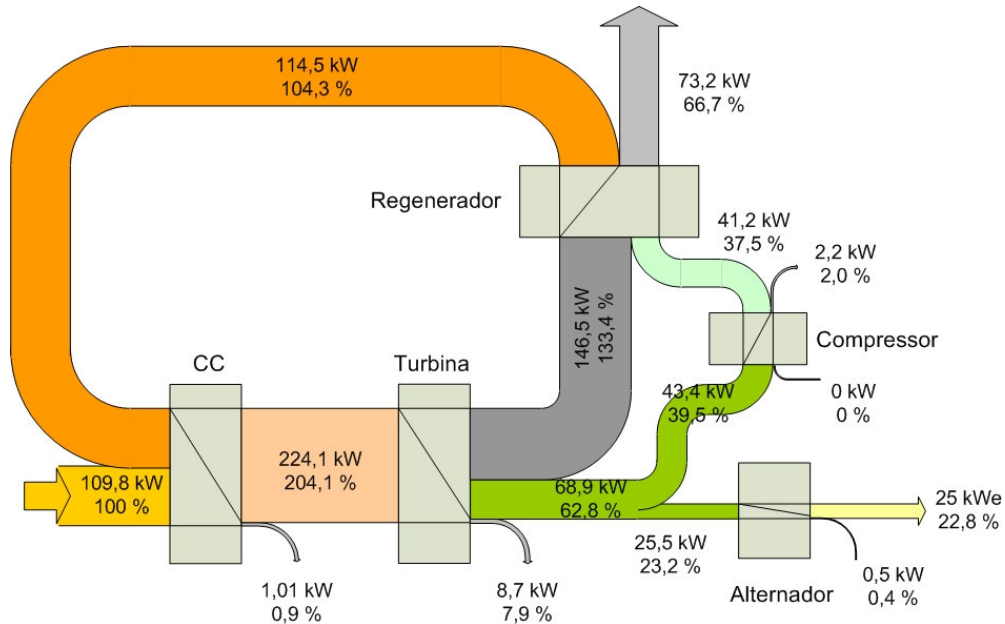 114,5 kW
104,3 %
73,2 kW
66,7 %
Regenerador
41,2 kW
37,5 %
2,2 kW
2,0 %
146,5 kW
133,4 %
Compressor
CC
Turbina
43,4 kW
39,5 %
0 kW
0 %
224,1 kW
204,1 %
109,8 kW
100 %
68,9 kW
62,8 %
25 kWe
22,8 %
25,5 kW
23,2 %
1,01 kW
0,9 %
8,7 kW
7,9 %
Alternador
0,5 kW
0,4 %